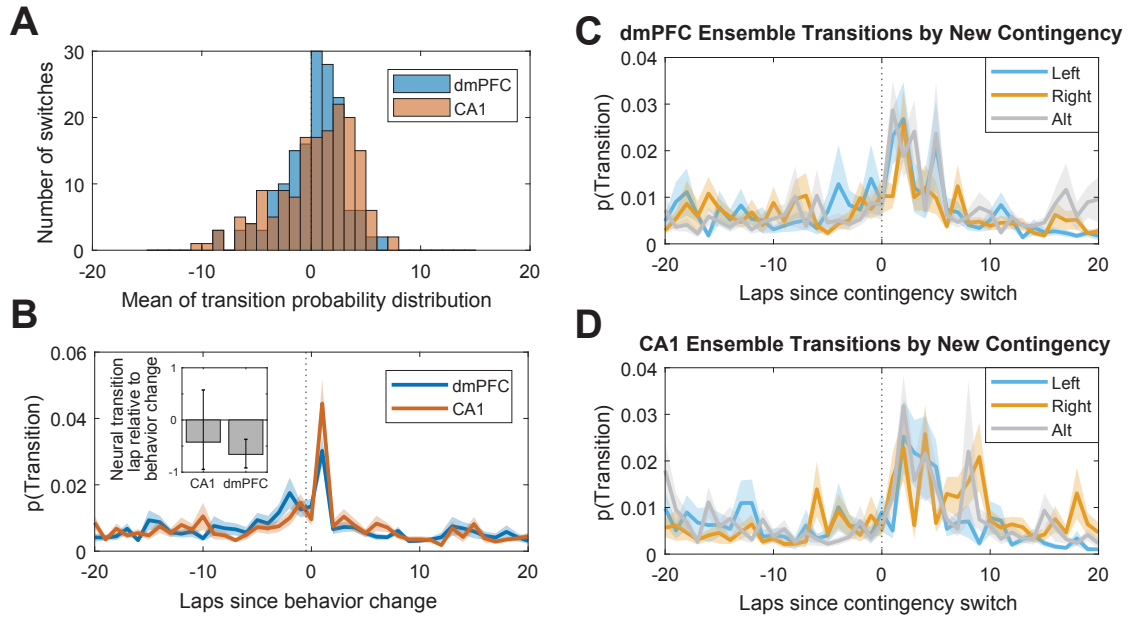 A
30
20
10
0
Number of switches
dmPFC
CA1
-20
-10
0
10
20
Mean of transition probability distribution
B
0.06
0.04
0.02
0
p(Transition)
Neural transition
lap relative to
behavior change
1
0
-1
CA1 dmPFC
dmPFC
CA1
-20
-10
0
10
20
Laps since behavior change
C
dmPFC Ensemble Transitions by New Contingency
0.04
0.03
0.02
0.01
0
p(Transition)
Left
Right
Alt
-20
-10
0
10
20
Laps since contingency switch
D
CA1 Ensemble Transitions by New Contingency
0.04
0.03
0.02
0.01
0
p(Transition)
Left
Right
Alt
-20
-10
0
10
20
Laps since contingency switch